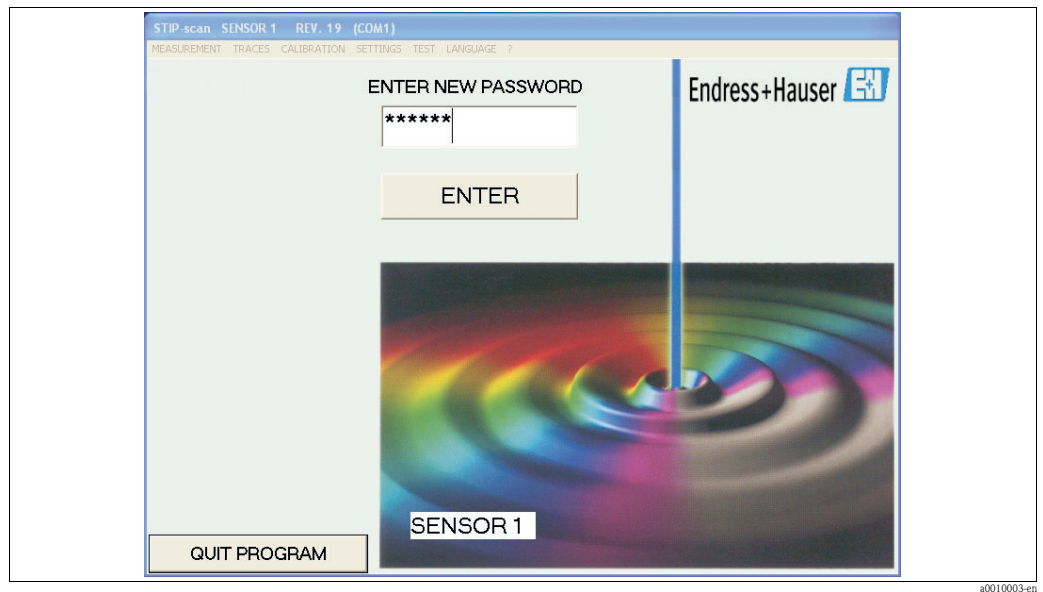 STIP-scan SENSOR 1 REV. 19 (COM1)
MEASUREMENT TRACES CALIBRATION SETTINGS TEST LANGUAGE ?
ENTER NEW PASSWORD
Endress+Hauser
******
ENTER
SENSOR 1
QUIT PROGRAM
a0010003-en